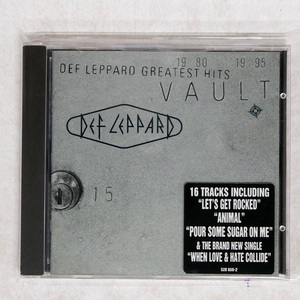 19 80 19 95
DEF LEPPARD GREATEST HITS
VAULT
DEF LEPPARD
15
16 TRACKS INCLUDING
"LET'S GET ROCKED"
"ANIMAL"
"POUR SOME SUGAR ON ME"
& THE BRAND NEW SINGLE
"WHEN LOVE & HATE COLLIDE"